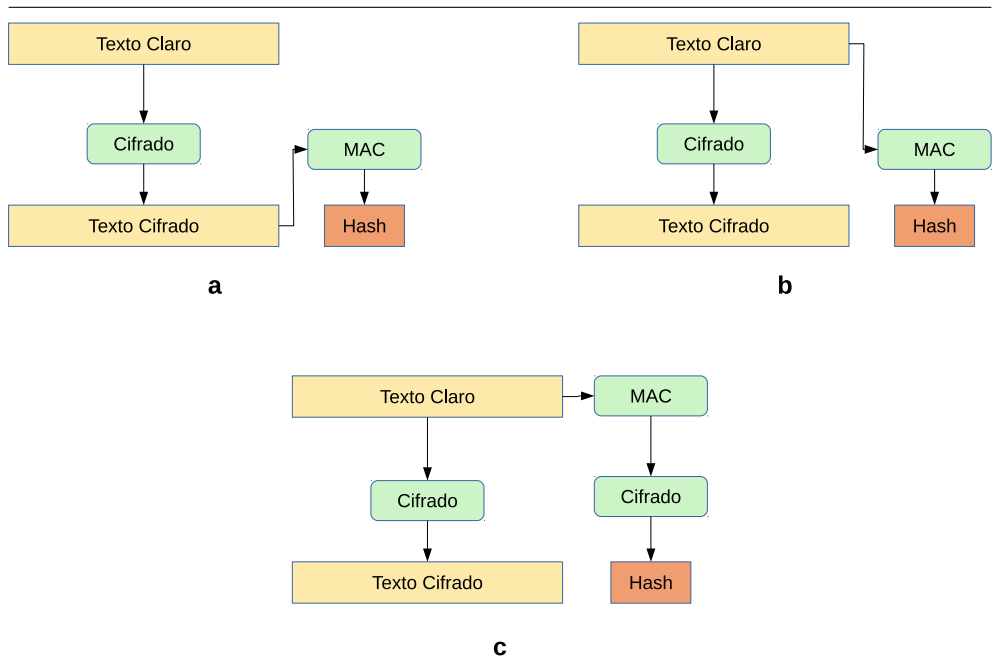 Texto Claro
Cifrado
MAC
Texto Cifrado
Hash
a
Texto Claro
Cifrado
MAC
Texto Cifrado
Hash
b
Texto Claro
MAC
Cifrado
Cifrado
Texto Cifrado
Hash
c